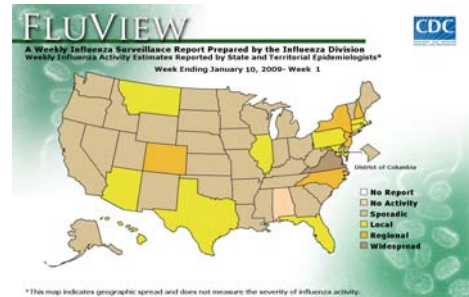 FLUVIEW
CDC
A Weekly Influenza Surveillance Report Prepared by the Influenza Division
Weekly Influenza Activity Estimates Reported by State and Territorial Epidemiologists*
Week Ending January 10, 2009- Week 1
District of Columbia
No Report
No Activity
Sporadic
Local
Regional
Widespread
*This map indicates geographic spread and does not measure the severity of influenza activity.